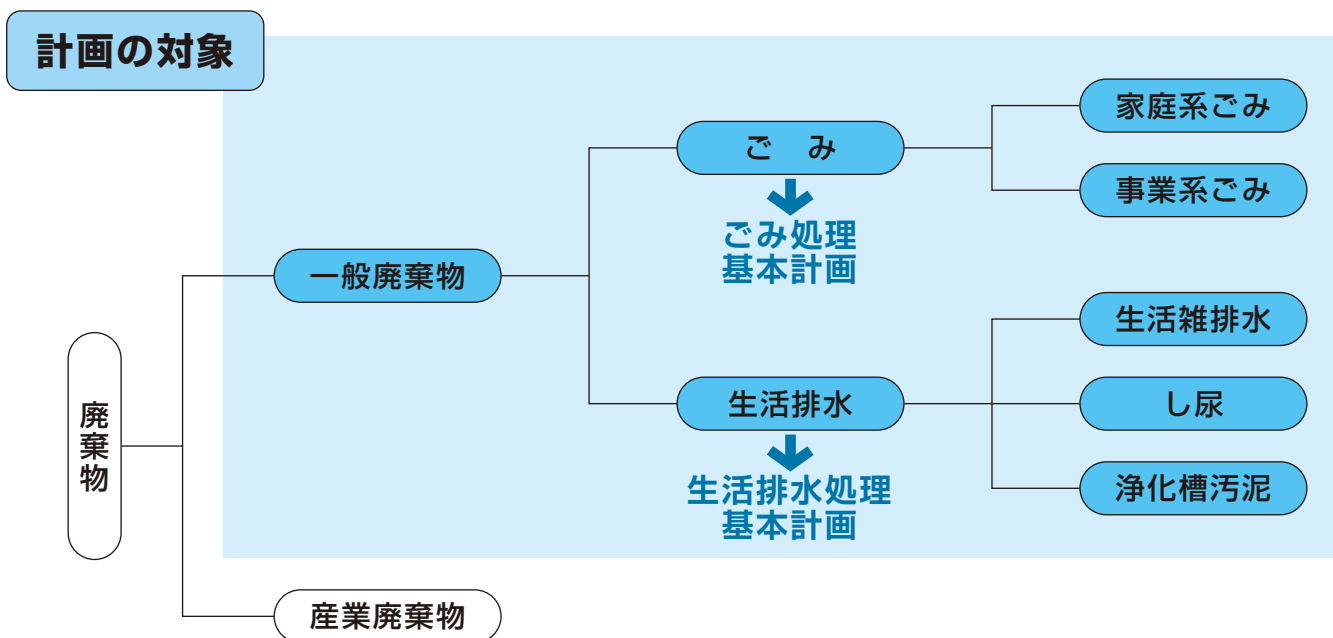 計画の対象
廃棄物
一般廃棄物
ご み
ごみ処理
基本計画
家庭系ごみ
事業系ごみ
生活排水
生活排水処理
基本計画
生活雑排水
し尿
浄化槽汚泥
産業廃棄物